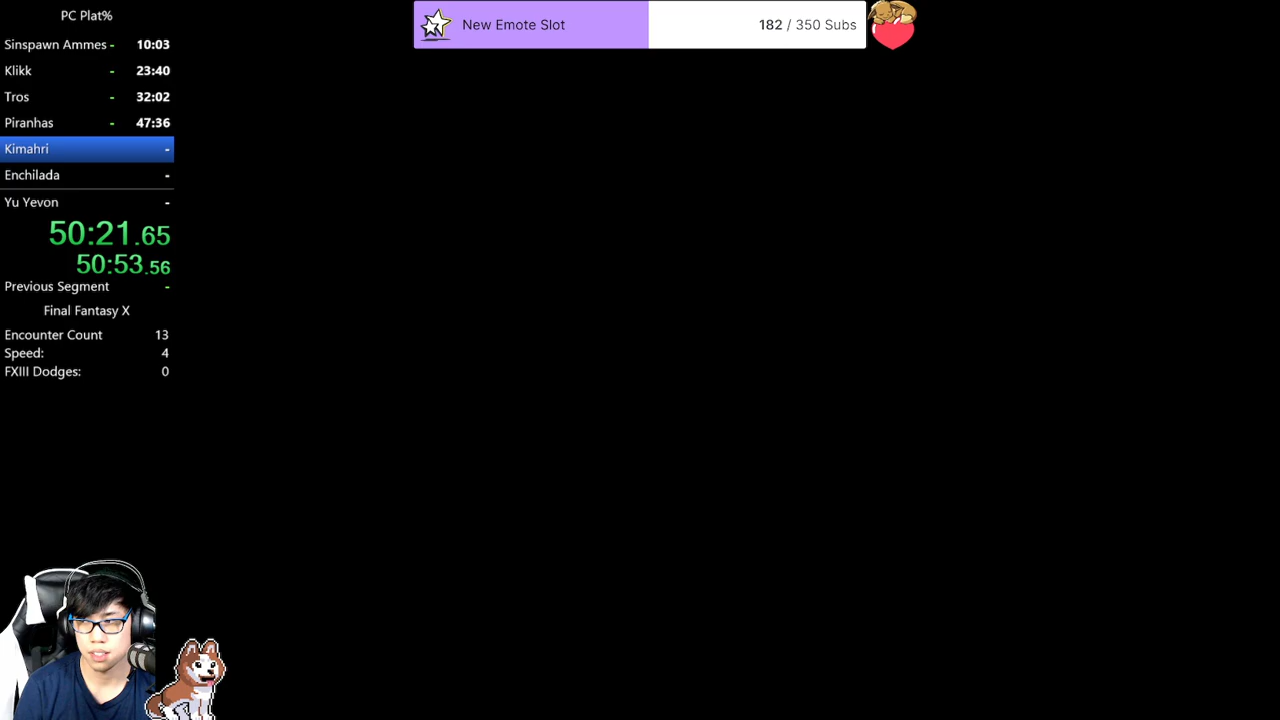 PC Plat%
New Emote Slot 182 / 350 Subs
Sinspawn Ammes - 10:03
Klikk - 23:40
Tros - 32:02
Piranhas - 47:36
Kimahri -
Enchilada -
Yu Yevon -
50:21.65
50:53.56
Previous Segment -
Final Fantasy X
Encounter Count 13
Speed: 4
FXIII Dodges: 0